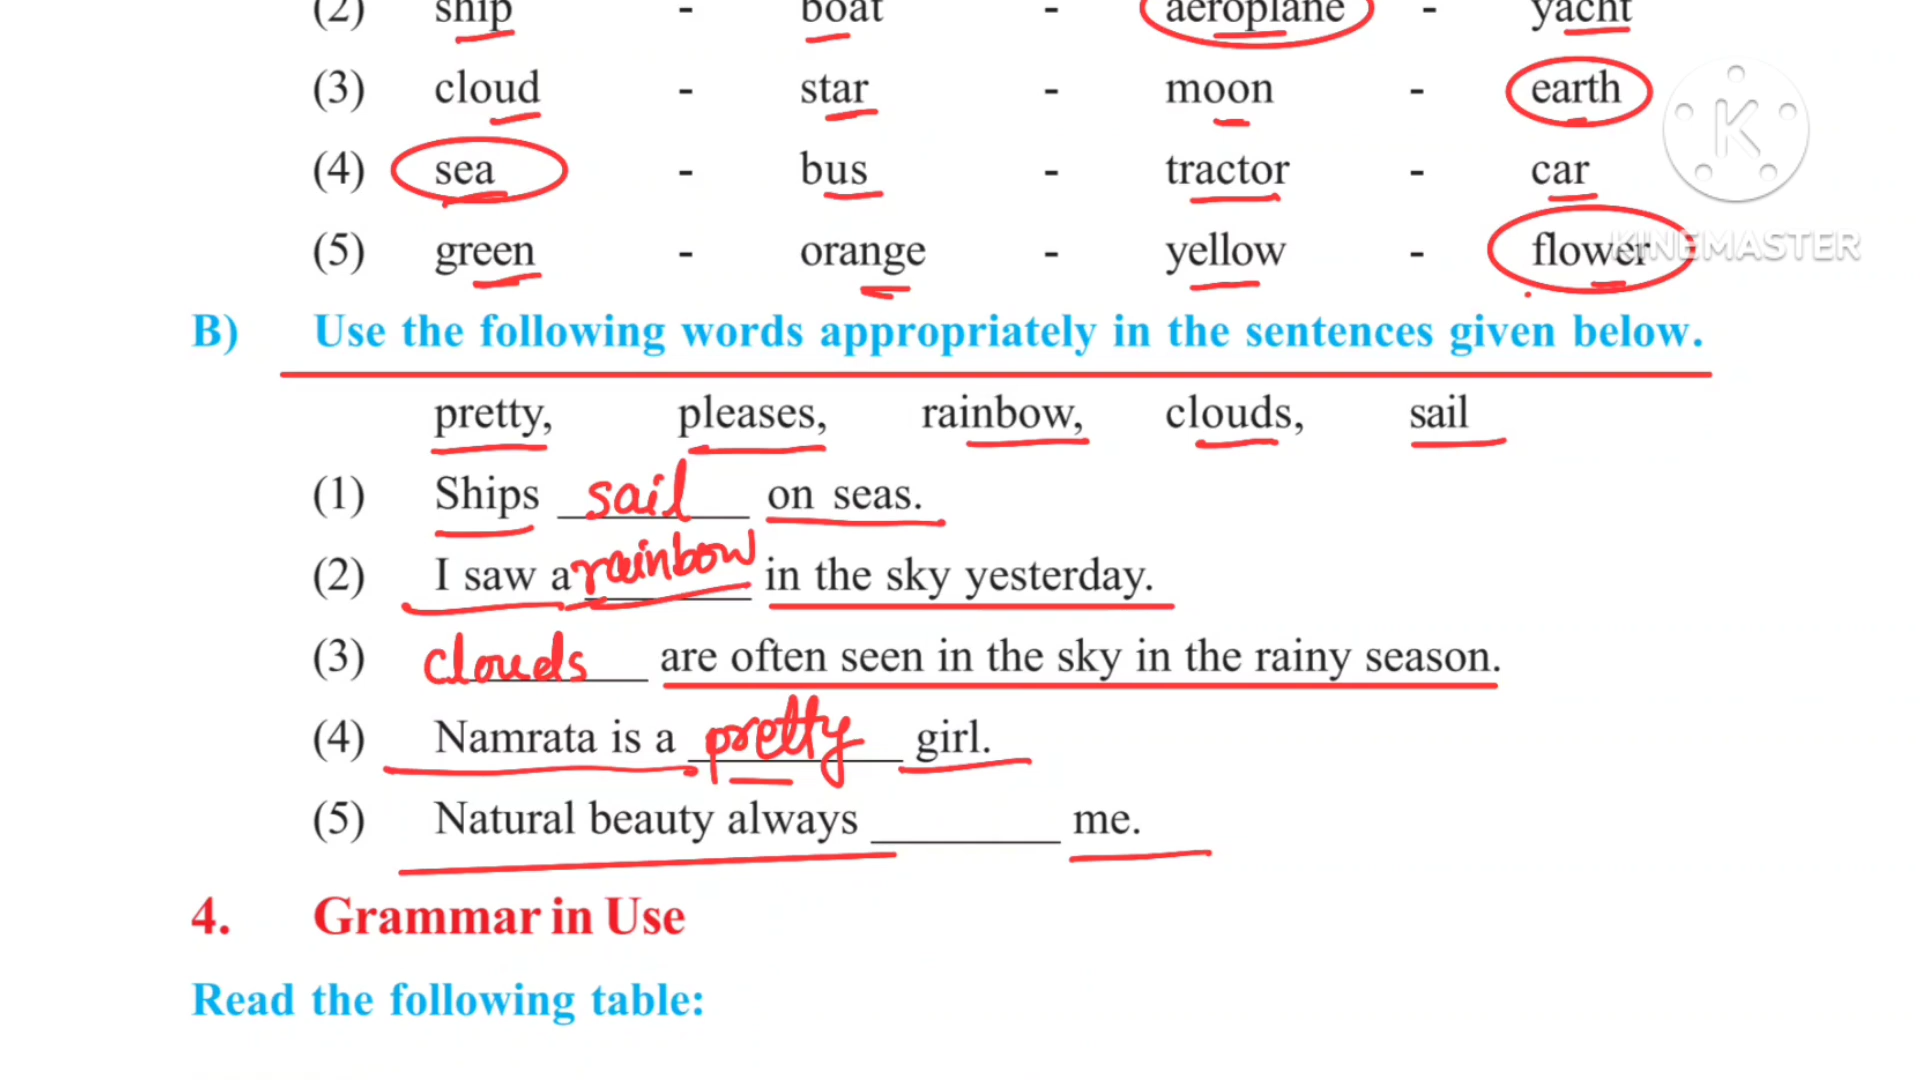 (2) ship - boat - aeroplane - yacht
(3) cloud - star - moon - earth
(4) sea - bus - tractor - car
(5) green - orange - yellow - flower
KINEMASTER
B) Use the following words appropriately in the sentences given below.
pretty, pleases, rainbow, clouds, sail
(1) Ships sail on seas.
(2) I saw a rainbow in the sky yesterday.
(3) clouds are often seen in the sky in the rainy season.
(4) Namrata is a pretty girl.
(5) Natural beauty always ________ me.
4. Grammar in Use
Read the following table: